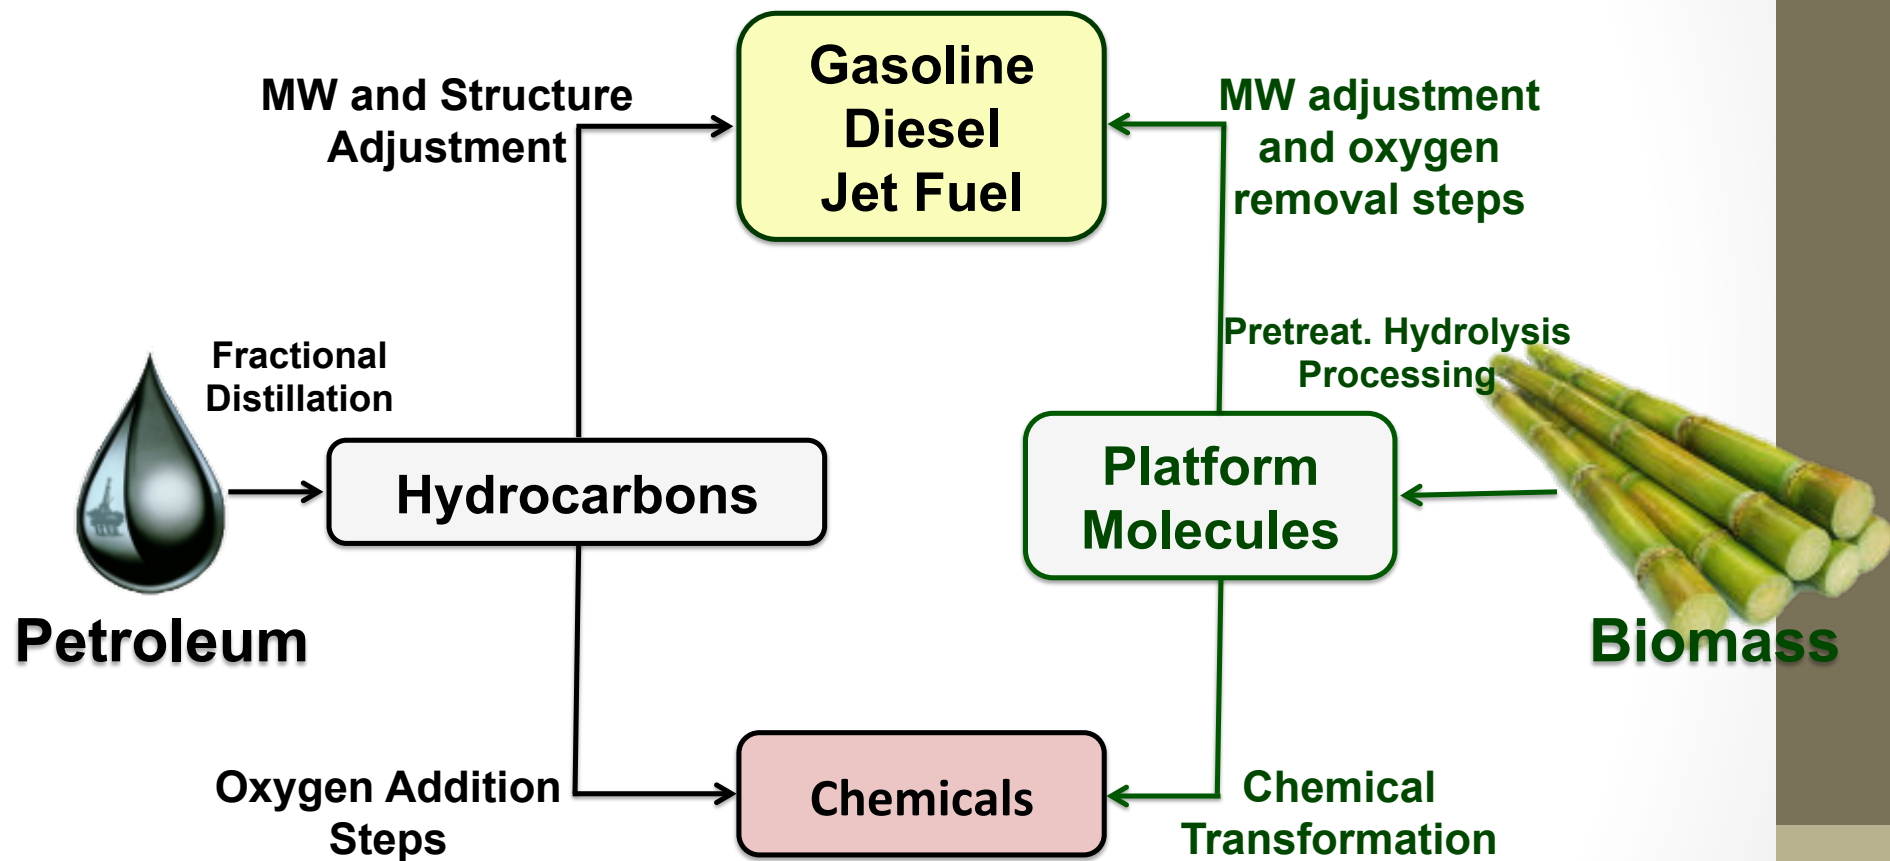 Gasoline
Diesel
Jet Fuel
MW and Structure
Adjustment
MW adjustment
and oxygen
removal steps
Fractional
Distillation
Pretreat. Hydrolysis
Processing
Hydrocarbons
Platform
Molecules
Petroleum
Biomass
Oxygen Addition
Steps
Chemicals
Chemical
Transformation